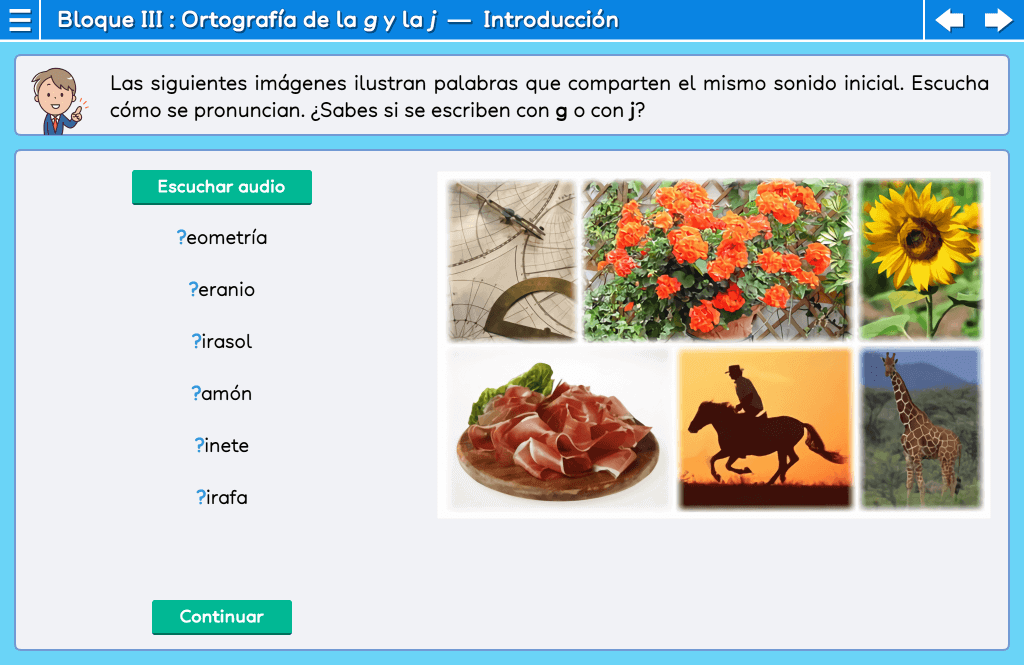 Bloque III : Ortografía de la g y la j — Introducción
Las siguientes imágenes ilustran palabras que comparten el mismo sonido inicial. Escucha
cómo se pronuncian. ¿Sabes si se escriben con g o con j?
Escuchar audio
?eometría
?eranio
?irasol
?amón
?inete
?irafa
Continuar